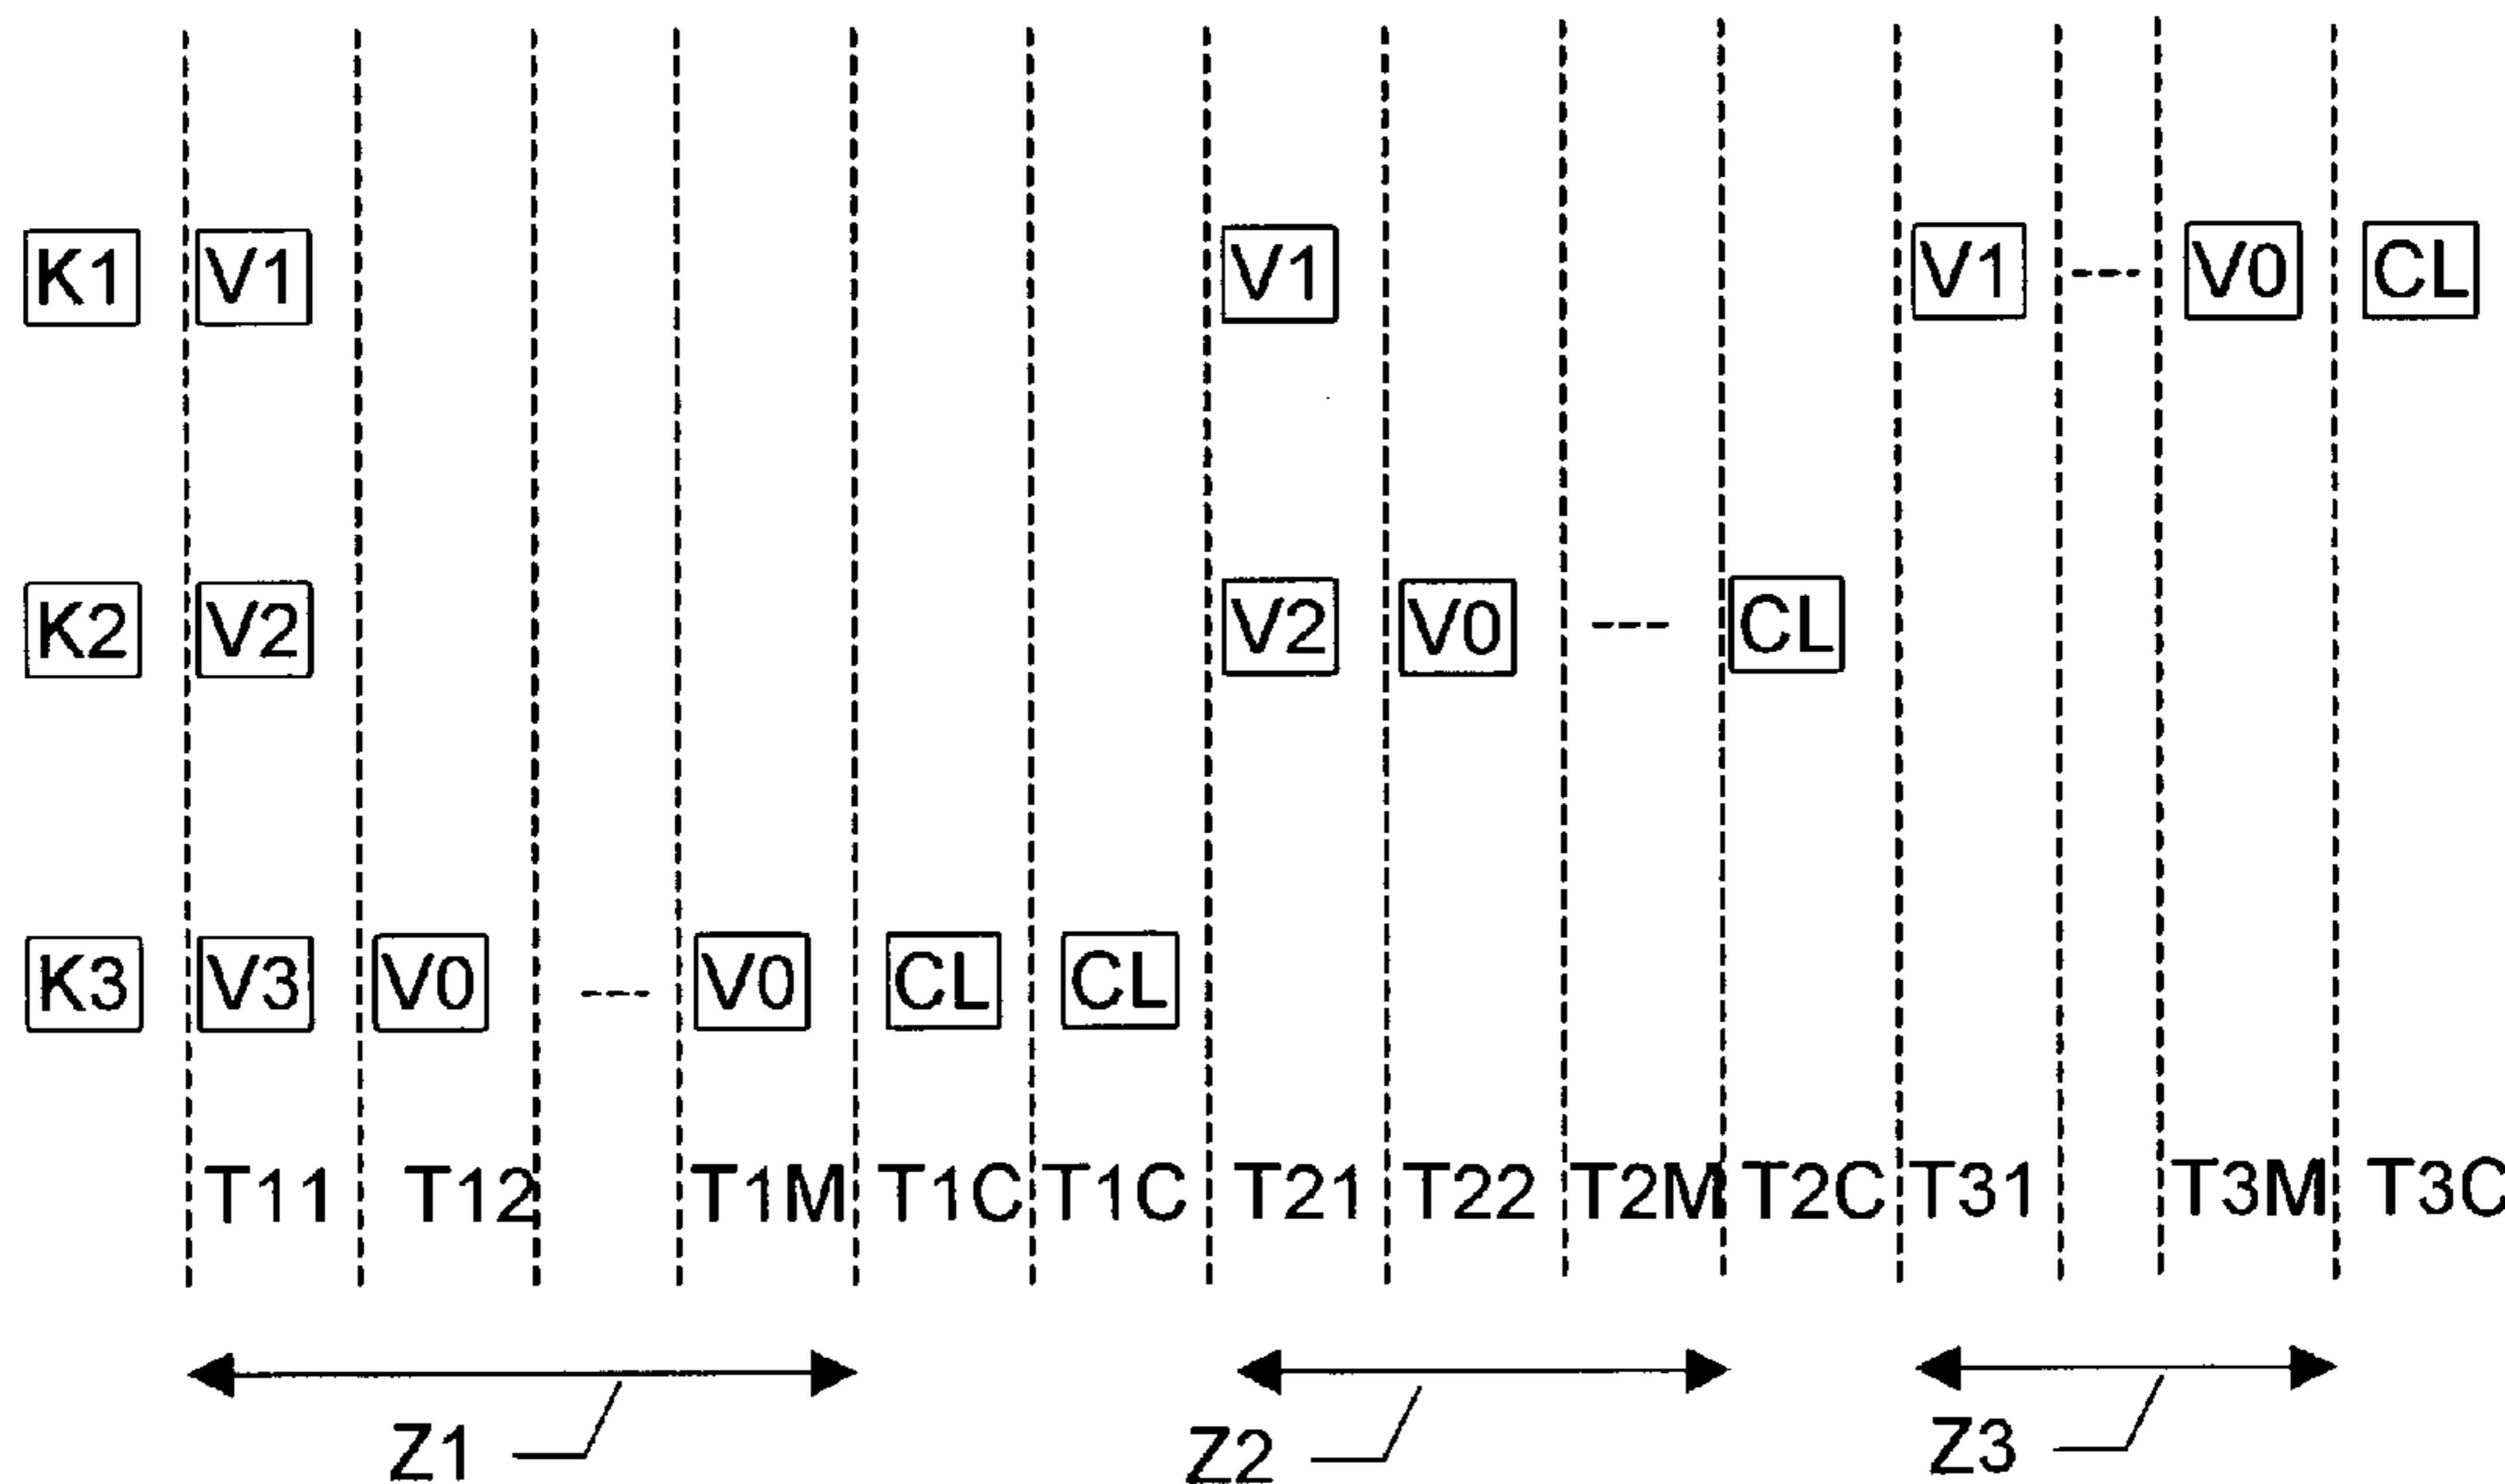 K1 V1 V1 V1 --- V0 CL
K2 V2 V2 V0 --- CL
K3 V3 V0 --- V0 CL CL
T11 T12 T1M T1C T1C T21 T22 T2M T2C T31 T3M T3C
Z1 Z2 Z3